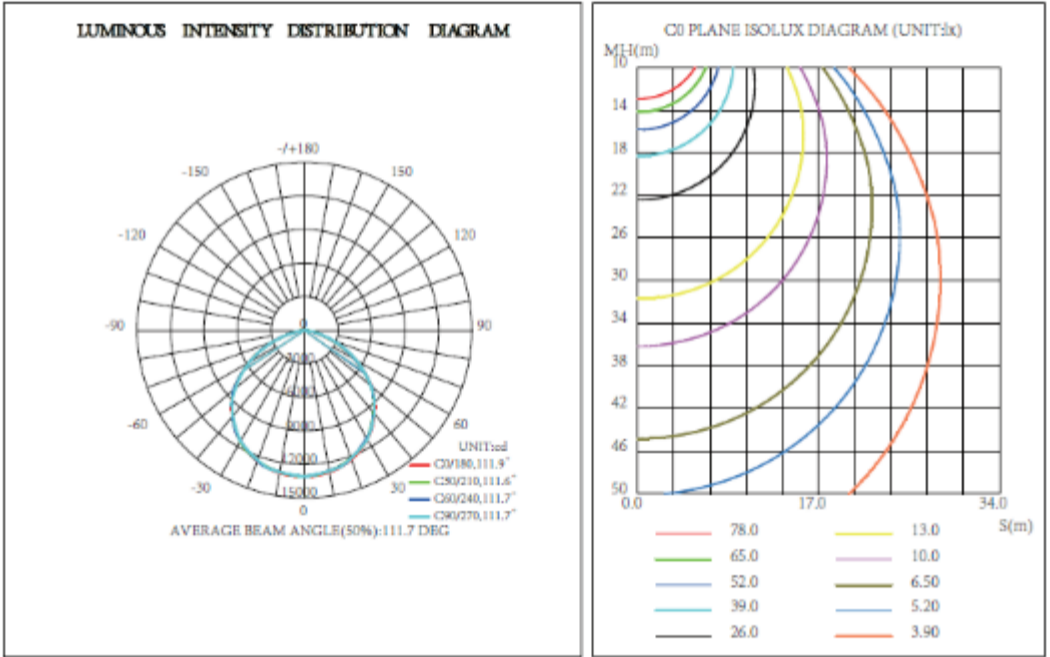 LUMINOUS INTENSITY DISTRIBUTION DIAGRAM
-/+180
-150 150
-120 120
-90 0 90
3000
6000
-60 9000 60
UNIT:cd
12000
C0/180,111.9°
C30/210,111.6°
-30 30
C60/240,111.7°
15000
C90/270,111.7°
0
AVERAGE BEAM ANGLE(50%):111.7 DEG
C0 PLANE ISOLUX DIAGRAM (UNIT:lx)
MH(m)
10
14
18
22
26
30
34
38
42
46
50
0.0 17.0 34.0
S(m)
78.0 13.0
65.0 10.0
52.0 6.50
39.0 5.20
26.0 3.90